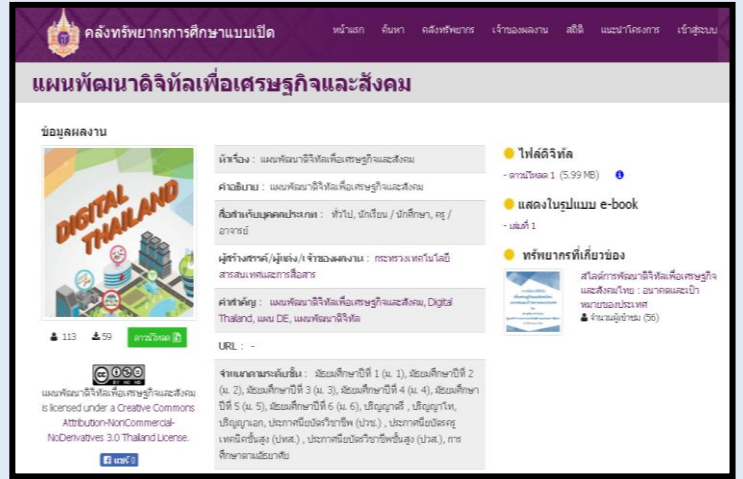 คลังทรัพยากรการศึกษาแบบเปิด
หน้าแรก ค้นหา คลังทรัพยากร เจ้าของผลงาน สถิติ แนะนำโครงการ เข้าสู่ระบบ
แผนพัฒนาดิจิทัลเพื่อเศรษฐกิจและสังคม
ข้อมูลผลงาน
DIGITAL
THAILAND
113 59 ดาวน์โหลด
CC BY NC ND
แผนพัฒนาดิจิทัลเพื่อเศรษฐกิจและสังคม
is licensed under a Creative Commons
Attribution-NonCommercial-
NoDerivatives 3.0 Thailand License.
แชร์ 0
หัวเรื่อง : แผนพัฒนาดิจิทัลเพื่อเศรษฐกิจและสังคม
คำอธิบาย : แผนพัฒนาดิจิทัลเพื่อเศรษฐกิจและสังคม
สื่อสำหรับบุคคลประเภท : ทั่วไป, นักเรียน / นักศึกษา, ครู /
อาจารย์
ผู้สร้างสรรค์/ผู้แต่ง/เจ้าของผลงาน : กระทรวงเทคโนโลยี
สารสนเทศและการสื่อสาร
คำสำคัญ : แผนพัฒนาดิจิทัลเพื่อเศรษฐกิจและสังคม, Digital
Thailand, แผน DE, แผนพัฒนาดิจิทัล
URL : -
จำแนกตามระดับชั้น : มัธยมศึกษาปีที่ 1 (ม. 1), มัธยมศึกษาปีที่ 2
(ม. 2), มัธยมศึกษาปีที่ 3 (ม. 3), มัธยมศึกษาปีที่ 4 (ม. 4), มัธยมศึกษา
ปีที่ 5 (ม. 5), มัธยมศึกษาปีที่ 6 (ม. 6), ปริญญาตรี , ปริญญาโท,
ปริญญาเอก, ประกาศนียบัตรวิชาชีพ (ปวช.) , ประกาศนียบัตรครู
เทคนิคชั้นสูง (ปทส.) , ประกาศนียบัตรวิชาชีพชั้นสูง (ปวส.), การ
ศึกษาตามอัธยาศัย
ไฟล์ดิจิทัล
- ดาวน์โหลด 1 (5.99 MB)
แสดงในรูปแบบ e-book
- เล่มที่ 1
ทรัพยากรที่เกี่ยวข้อง
สไลด์การพัฒนาดิจิทัลเพื่อเศรษฐกิจ
และสังคมไทย : อนาคตและเป้า
หมายของประเทศ
จำนวนผู้เข้าชม (56)